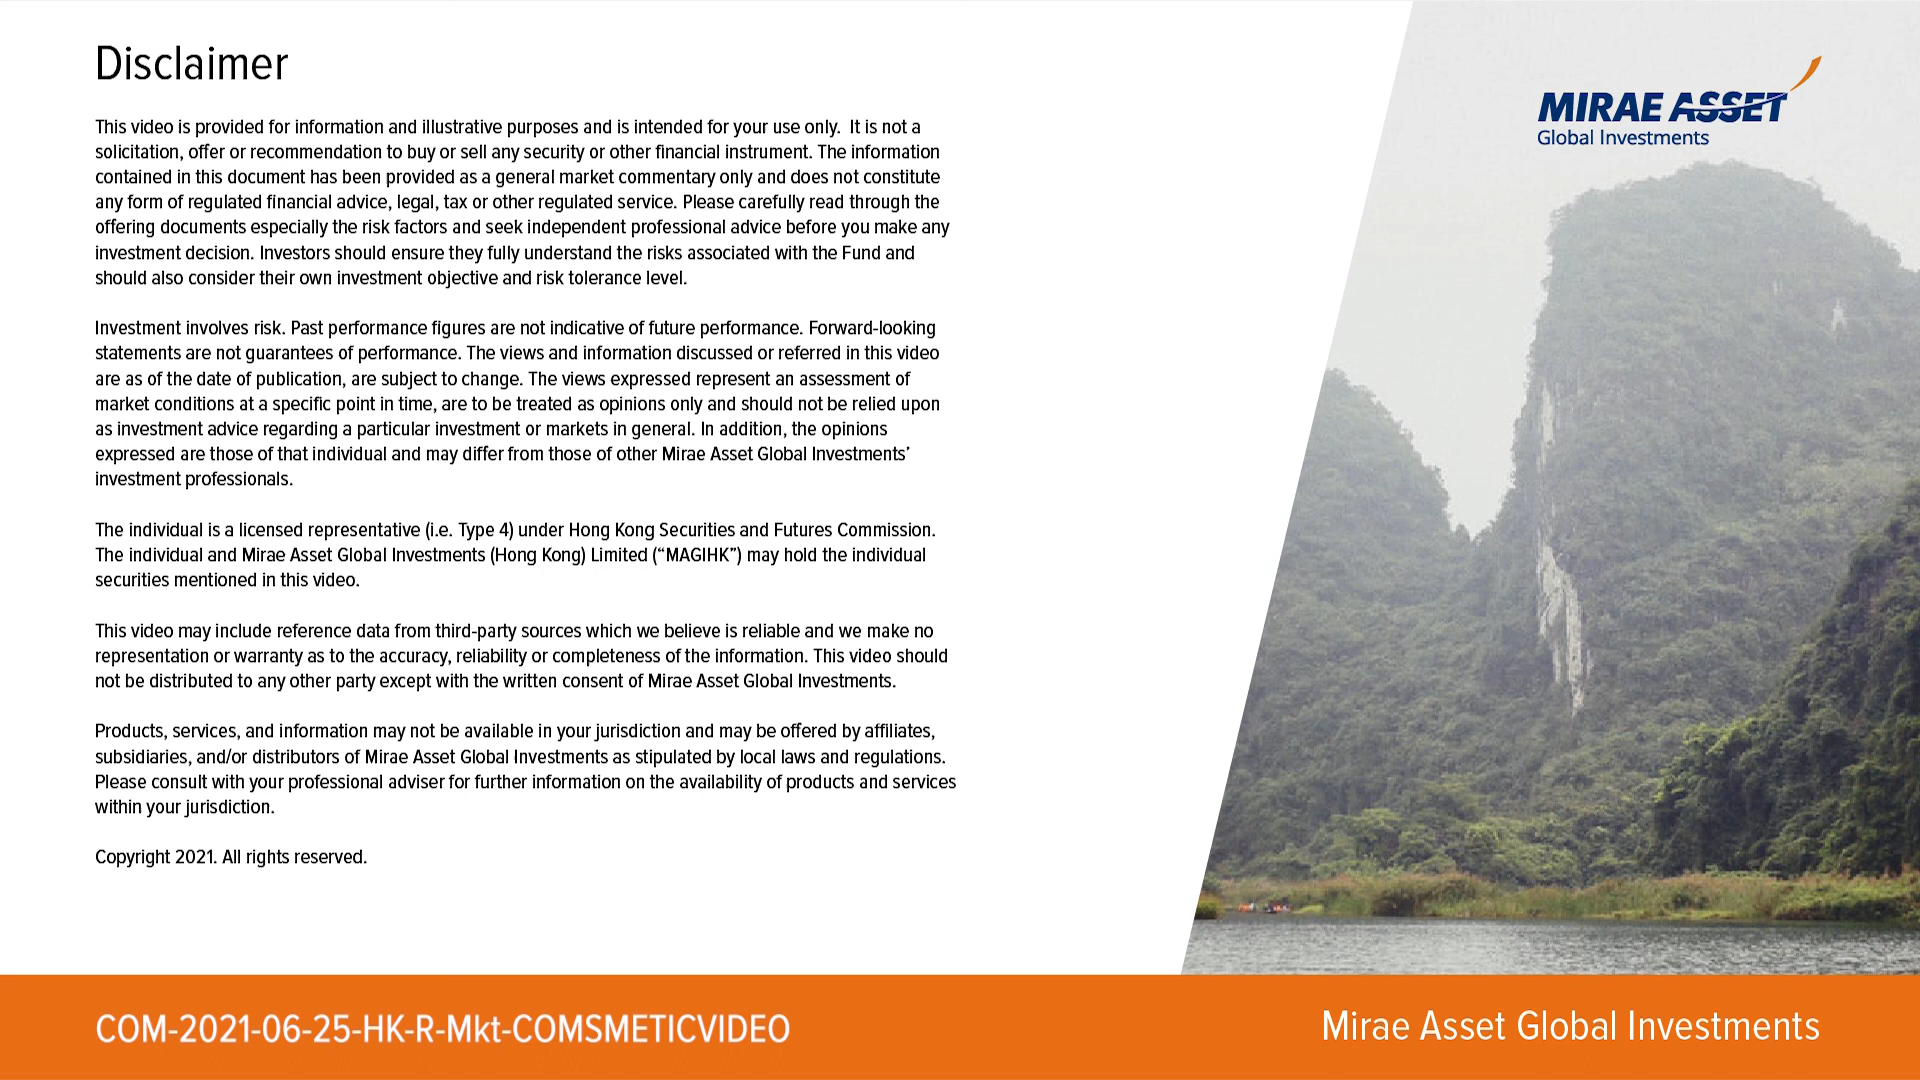 Disclaimer
This video is provided for information and illustrative purposes and is intended for your use only.  It is not a
solicitation, offer or recommendation to buy or sell any security or other financial instrument. The information
contained in this document has been provided as a general market commentary only and does not constitute
any form of regulated financial advice, legal, tax or other regulated service. Please carefully read through the
offering documents especially the risk factors and seek independent professional advice before you make any
investment decision. Investors should ensure they fully understand the risks associated with the Fund and
should also consider their own investment objective and risk tolerance level.
Investment involves risk. Past performance figures are not indicative of future performance. Forward-looking
statements are not guarantees of performance. The views and information discussed or referred in this video
are as of the date of publication, are subject to change. The views expressed represent an assessment of
market conditions at a specific point in time, are to be treated as opinions only and should not be relied upon
as investment advice regarding a particular investment or markets in general. In addition, the opinions
expressed are those of that individual and may differ from those of other Mirae Asset Global Investments’
investment professionals.
The individual is a licensed representative (i.e. Type 4) under Hong Kong Securities and Futures Commission.
The individual and Mirae Asset Global Investments (Hong Kong) Limited (“MAGIHK”) may hold the individual
securities mentioned in this video.
This video may include reference data from third-party sources which we believe is reliable and we make no
representation or warranty as to the accuracy, reliability or completeness of the information. This video should
not be distributed to any other party except with the written consent of Mirae Asset Global Investments.
Products, services, and information may not be available in your jurisdiction and may be offered by affiliates,
subsidiaries, and/or distributors of Mirae Asset Global Investments as stipulated by local laws and regulations.
Please consult with your professional adviser for further information on the availability of products and services
within your jurisdiction.
Copyright 2021. All rights reserved.
MIRAE ASSET
Global Investments
COM-2021-06-25-HK-R-Mkt-COMSMETICVIDEO
Mirae Asset Global Investments